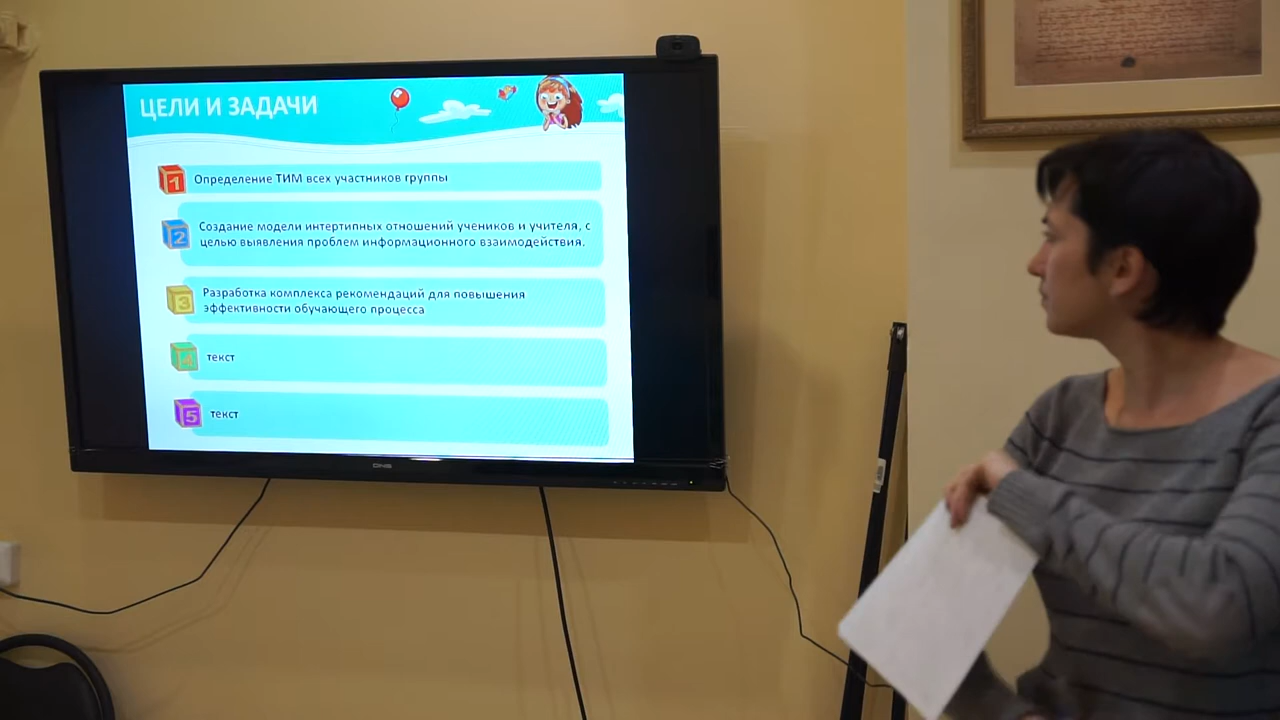 ЦЕЛИ И ЗАДАЧИ
1
Определение ТИМ всех участников группы
2
Создание модели интертипных отношений учеников и учителя, с
целью выявления проблем информационного взаимодействия.
3
Разработка комплекса рекомендаций для повышения
эффективности обучающего процесса
4
текст
5
текст
DNS